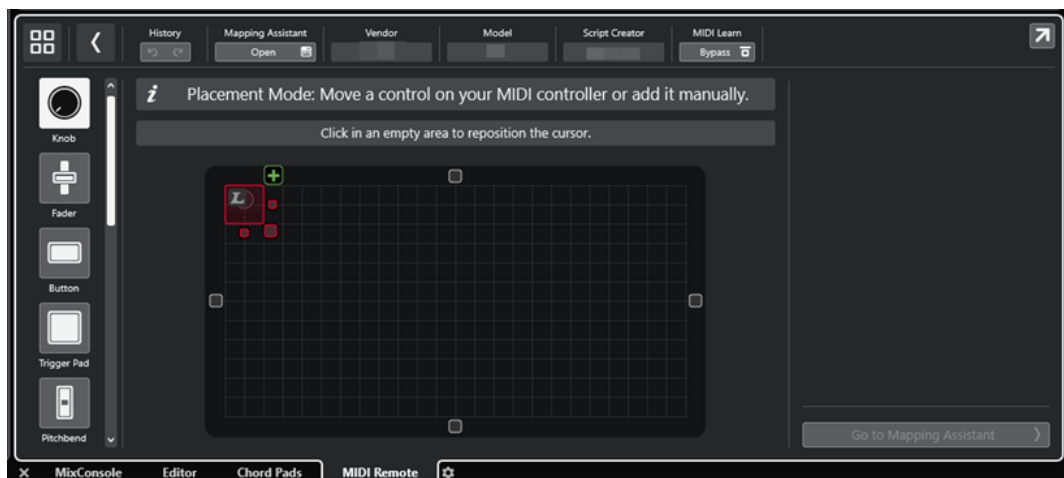 History
Mapping Assistant
Vendor
Model
Script Creator
MIDI Learn
Open
Bypass
i Placement Mode: Move a control on your MIDI controller or add it manually.
Click in an empty area to reposition the cursor.
Knob
Fader
Button
Trigger Pad
Pitchbend
L
Go to Mapping Assistant
MixConsole
Editor
Chord Pads
MIDI Remote